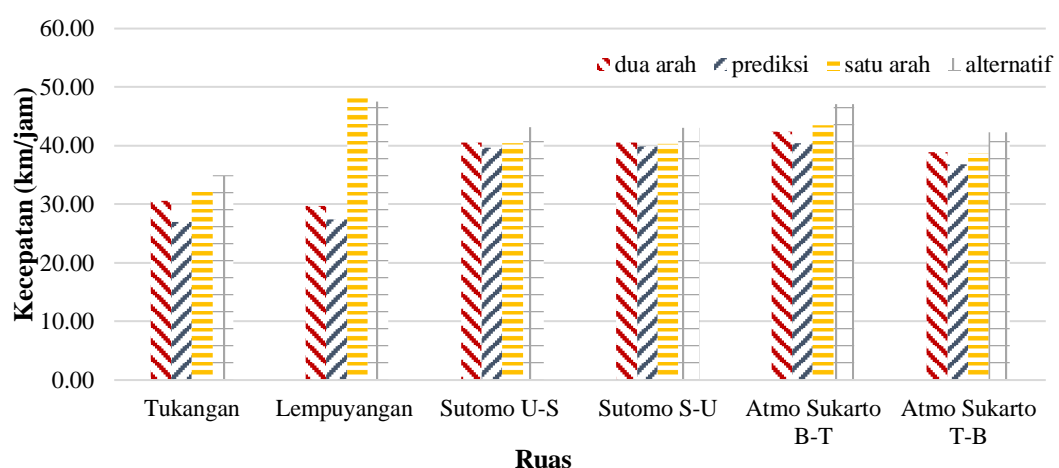 60.00
dua arah prediksi satu arah alternatif
50.00
40.00
30.00
20.00
10.00
0.00
Kecepatan (km/jam)
Tukangan Lempuyangan Sutomo U-S Sutomo S-U Atmo Sukarto Atmo Sukarto
B-T T-B
Ruas